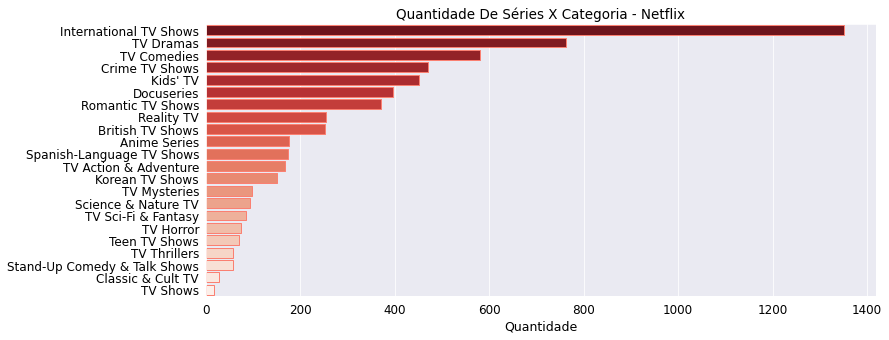 Quantidade De Séries X Categoria - Netflix
International TV Shows
TV Dramas
TV Comedies
Crime TV Shows
Kids' TV
Docuseries
Romantic TV Shows
Reality TV
British TV Shows
Anime Series
Spanish-Language TV Shows
TV Action & Adventure
Korean TV Shows
TV Mysteries
Science & Nature TV
TV Sci-Fi & Fantasy
TV Horror
Teen TV Shows
TV Thrillers
Stand-Up Comedy & Talk Shows
Classic & Cult TV
TV Shows
0 200 400 600 800 1000 1200 1400
Quantidade